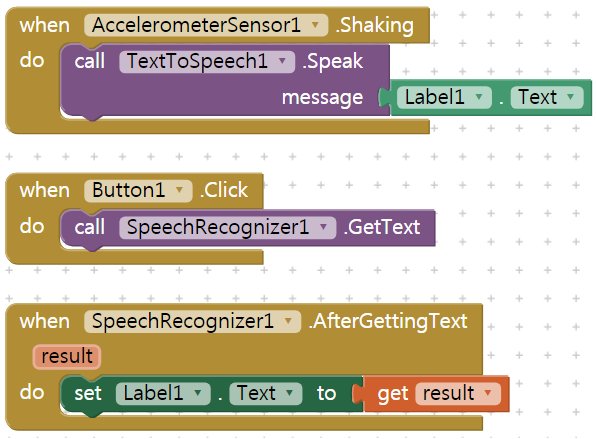 when AccelerometerSensor1 .Shaking
do call TextToSpeech1 .Speak
message Label1 . Text
when Button1 .Click
do call SpeechRecognizer1 .GetText
when SpeechRecognizer1 .AfterGettingText
result
do set Label1 . Text to get result